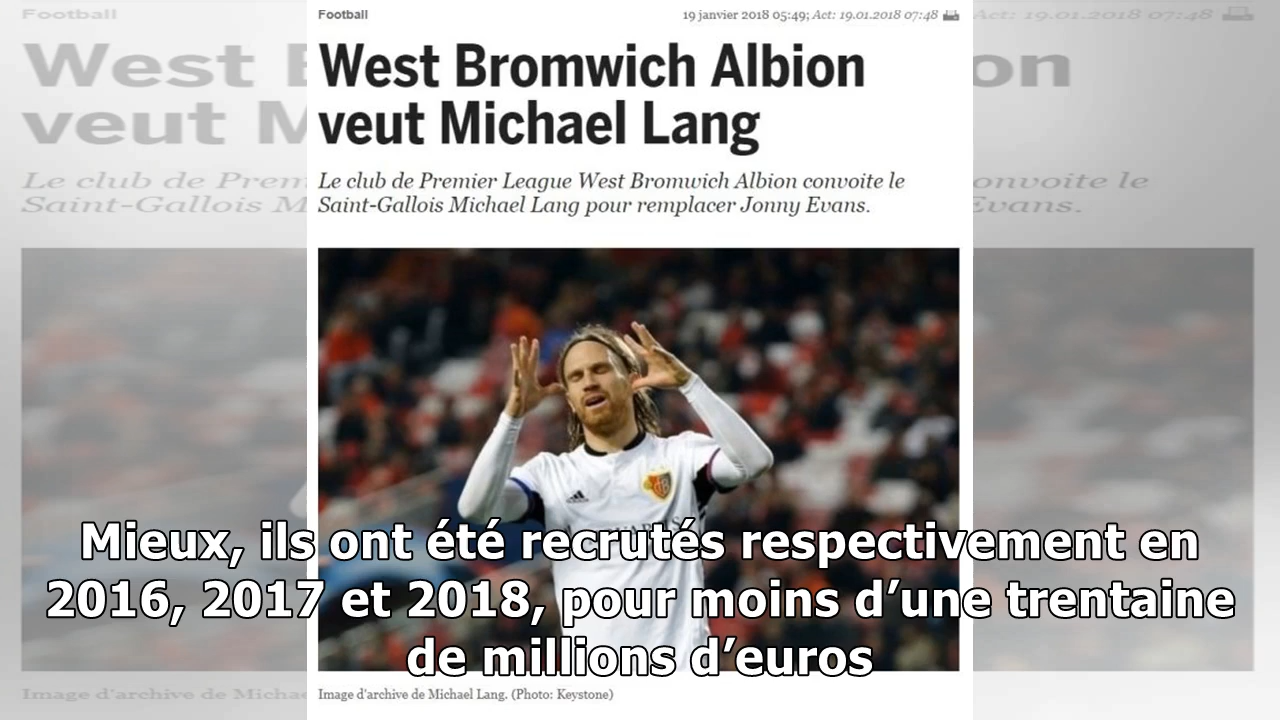 Football
19 janvier 2018 05:49; Act: 19.01.2018 07:48
West Bromwich Albion
veut Michael Lang
Le club de Premier League West Bromwich Albion convoite le
Saint-Gallois Michael Lang pour remplacer Jonny Evans.
Mieux, ils ont été recrutés respectivement en
2016, 2017 et 2018, pour moins d’une trentaine
de millions d’euros
Image d'archive de Michael Lang. (Photo: Keystone)